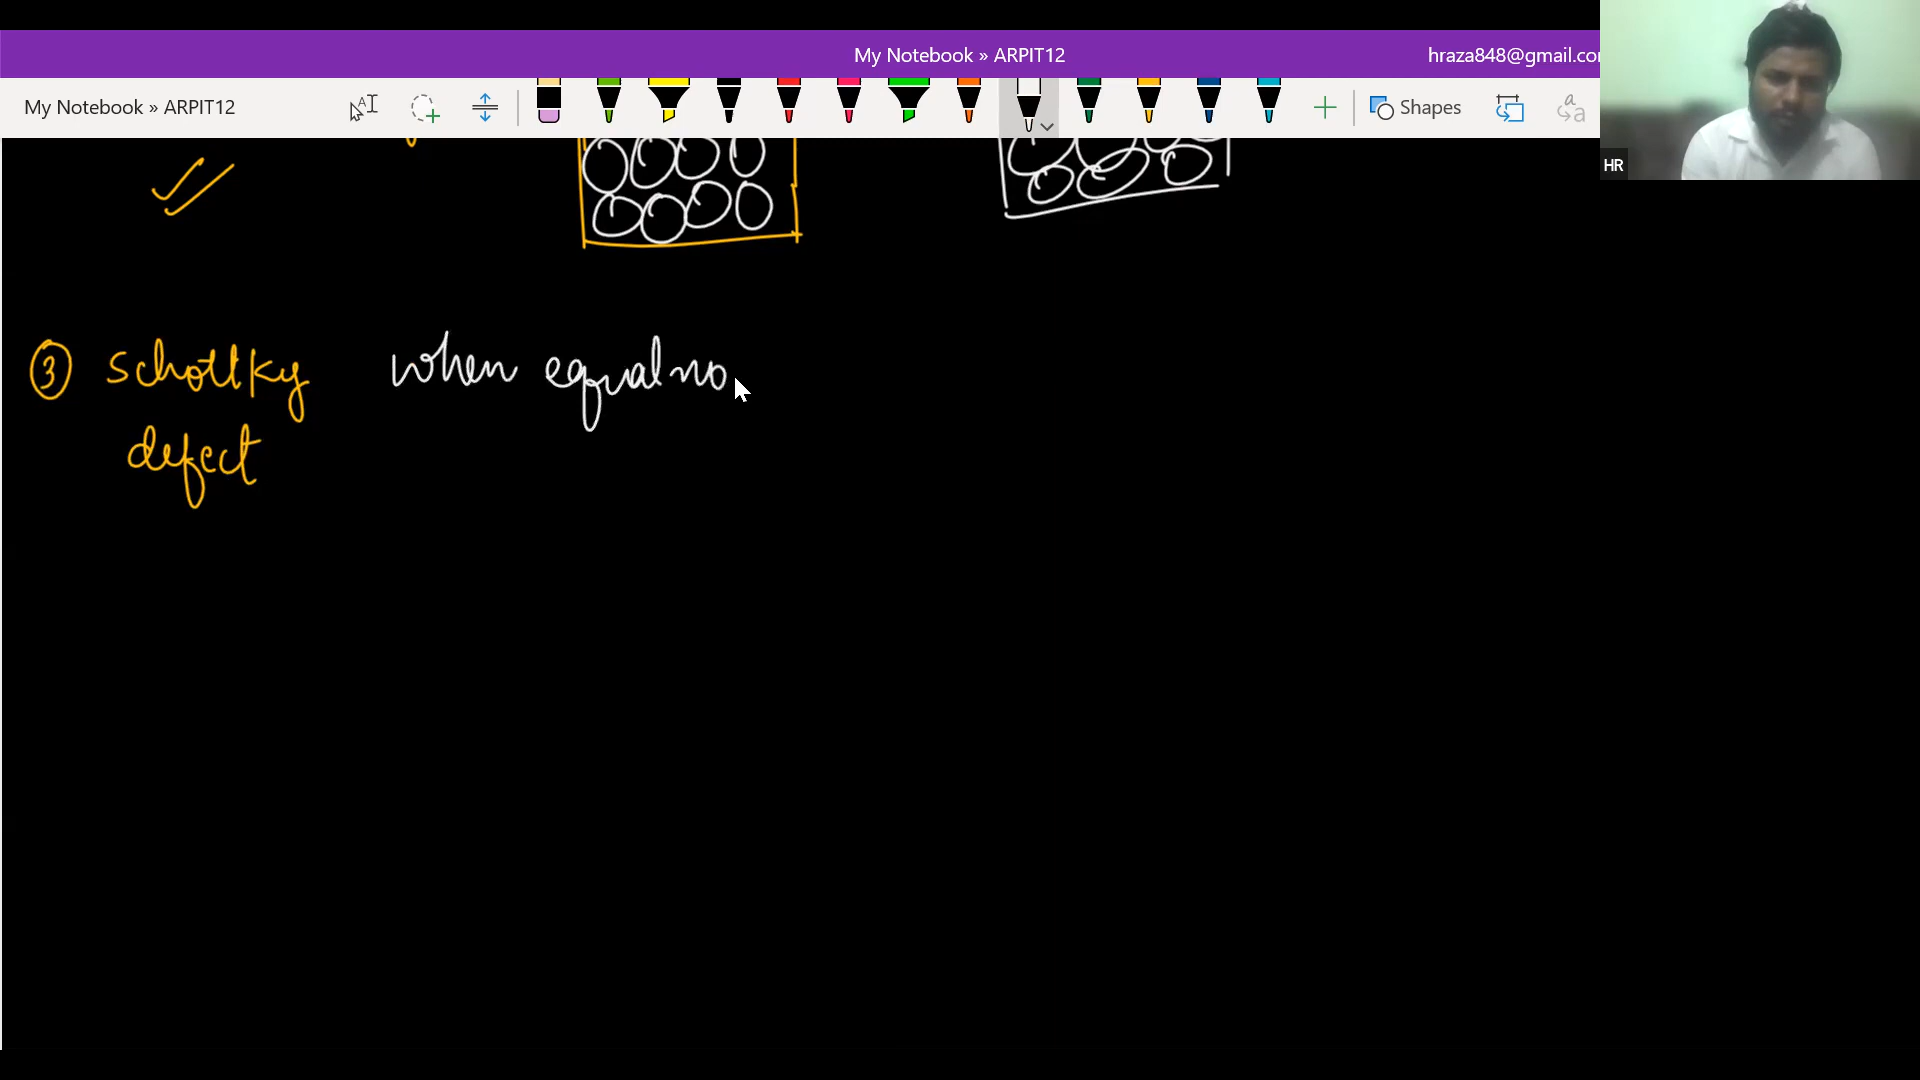 My Notebook » ARPIT12
hraza848@gmail.co
My Notebook » ARPIT12
Shapes
HR
③ schottky when equal no
defect